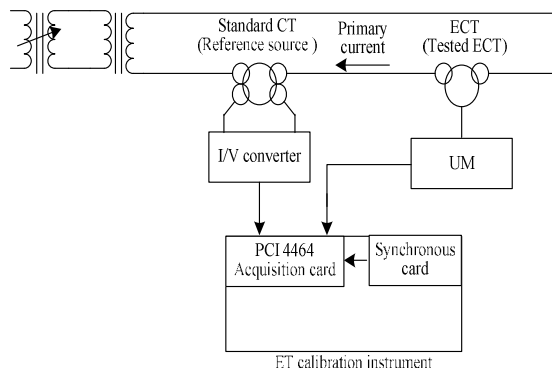 Standard CT
(Reference source )
Primary
current
ECT
(Tested ECT)
I/V converter
UM
PCI 4464
Acquisition card
Synchronous
card
ET calibration instrument